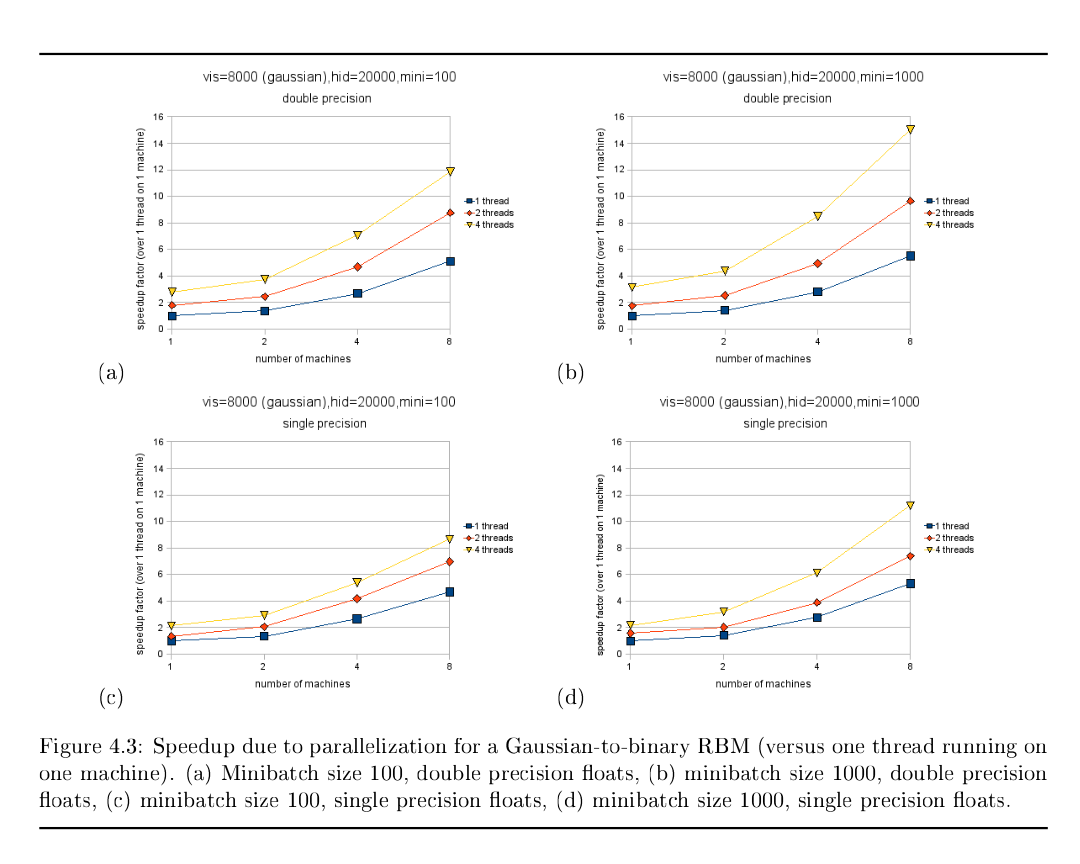 vis=8000 (gaussian),hid=20000,mini=100
double precision
speedup factor (over 1 thread on 1 machine)
16
14
12
10
8
6
4
2
0
1 2 4 8
number of machines
1 thread
2 threads
4 threads
(a)
vis=8000 (gaussian),hid=20000,mini=1000
double precision
speedup factor (over 1 thread on 1 machine)
16
14
12
10
8
6
4
2
0
1 2 4 8
number of machines
1 thread
2 threads
4 threads
(b)
vis=8000 (gaussian),hid=20000,mini=100
single precision
speedup factor (over 1 thread on 1 machine)
16
14
12
10
8
6
4
2
0
1 2 4 8
number of machines
1 thread
2 threads
4 threads
(c)
vis=8000 (gaussian),hid=20000,mini=1000
single precision
speedup factor (over 1 thread on 1 machine)
16
14
12
10
8
6
4
2
0
1 2 4 8
number of machines
1 thread
2 threads
4 threads
(d)
Figure 4.3: Speedup due to parallelization for a Gaussian-to-binary RBM (versus one thread running on
one machine). (a) Minibatch size 100, double precision floats, (b) minibatch size 1000, double precision
floats, (c) minibatch size 100, single precision floats, (d) minibatch size 1000, single precision floats.